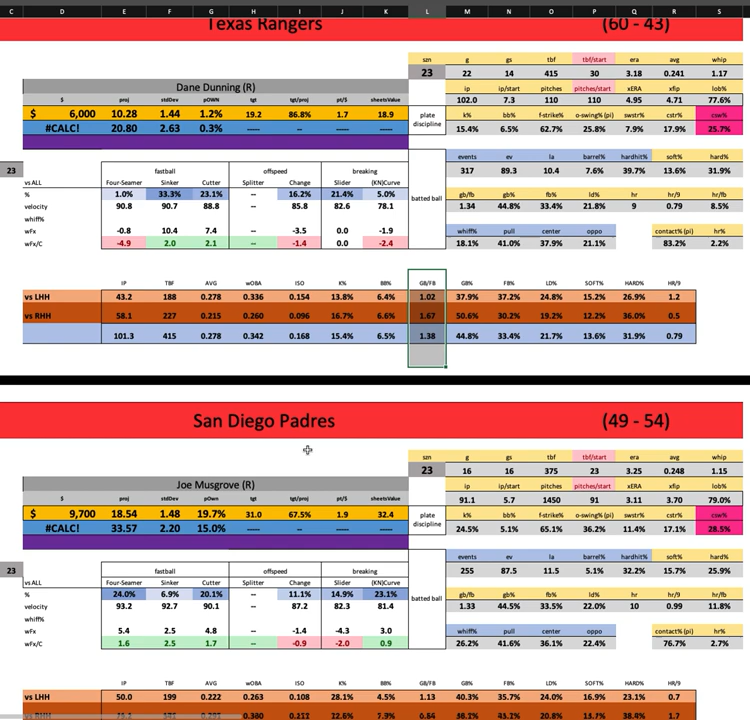 C D E F G H I J K L M N O P Q R S
Texas Rangers (60 - 43)
szn g gs tbf tbf/start era avg whip
23 22 14 415 30 3.18 0.241 1.17
Dane Dunning (R) ip ip/start pitches pitches/start xERA xfip lob%
$ proj stdDev pOWN tgt tgt/proj pt/$ sheetsValue 102.0 7.3 110 110 4.95 4.71 77.6%
$ 6,000 10.28 1.44 1.2% 19.2 86.8% 1.7 18.9 plate discipline k% bb% f-strike% o-swing% (pi) swstr% cstr% csw%
#CALC! 20.80 2.63 0.3% ---- -- ---- ---- 15.4% 6.5% 62.7% 25.8% 7.9% 17.9% 25.7%
events ev la barrel% hardhit% soft% hard%
23 fastball offspeed breaking 317 89.3 10.4 7.6% 39.7% 13.6% 31.9%
vs ALL Four-Seamer Sinker Cutter Splitter Change Slider (KN)Curve
% 1.0% 33.3% 23.1% -- 16.2% 21.4% 5.0% batted ball gb/fb gb% fb% ld% hr hr/9 hr/fb
velocity 90.8 90.7 88.8 -- 85.8 82.6 78.1 1.34 44.8% 33.4% 21.8% 9 0.79 8.5%
whiff%
wFx -0.8 10.4 7.4 -3.5 0.0 -1.9 whiff% pull center oppo contact% (pi) hr%
wFx/C -4.9 2.0 2.1 -- -1.4 0.0 -2.4 18.1% 41.0% 37.9% 21.1% 83.2% 2.2%
IP TBF AVG wOBA ISO K% BB% GB/FB GB% FB% LD% SOFT% HARD% HR/9
vs LHH 43.2 188 0.278 0.336 0.154 13.8% 6.4% 1.02 37.9% 37.2% 24.8% 15.2% 26.9% 1.2
vs RHH 58.1 227 0.215 0.260 0.096 16.7% 6.6% 1.67 50.6% 30.2% 19.2% 12.2% 36.0% 0.5
101.3 415 0.278 0.342 0.168 15.4% 6.5% 1.38 44.8% 33.4% 21.7% 13.6% 31.9% 0.79
San Diego Padres (49 - 54)
szn g gs tbf tbf/start era avg whip
23 16 16 375 23 3.25 0.248 1.15
Joe Musgrove (R) ip ip/start pitches pitches/start xERA xfip lob%
$ proj stdDev pOwn tgt tgt/proj pt/$ sheetsValue 91.1 5.7 1450 91 3.11 3.70 79.0%
$ 9,700 18.54 1.48 19.7% 31.0 67.5% 1.9 32.4 plate discipline k% bb% f-strike% o-swing% (pi) swstr% cstr% csw%
#CALC! 33.57 2.20 15.0% ---- -- ---- ---- 24.5% 5.1% 65.1% 36.2% 11.4% 17.1% 28.5%
events ev la barrel% hardhit% soft% hard%
23 fastball offspeed breaking 255 87.5 11.5 5.1% 32.2% 15.7% 25.9%
vs ALL Four-Seamer Sinker Cutter Splitter Change Slider (KN)Curve
% 24.0% 6.9% 20.1% -- 11.1% 14.9% 23.1% batted ball gb/fb gb% fb% ld% hr hr/9 hr/fb
velocity 93.2 92.7 90.1 -- 87.2 82.3 81.4 1.33 44.5% 33.5% 22.0% 10 0.99 11.8%
whiff%
wFx 5.4 2.5 4.8 -- -1.4 -4.3 3.0 whiff% pull center oppo contact% (pi) hr%
wFx/C 1.6 2.5 1.7 -- -0.9 -2.0 0.9 26.2% 41.6% 36.1% 22.4% 76.7% 2.7%
IP TBF AVG wOBA ISO K% BB% GB/FB GB% FB% LD% SOFT% HARD% HR/9
vs LHH 50.0 199 0.222 0.263 0.108 28.1% 4.5% 1.13 40.3% 35.7% 24.0% 16.9% 23.1% 0.7
vs RHH